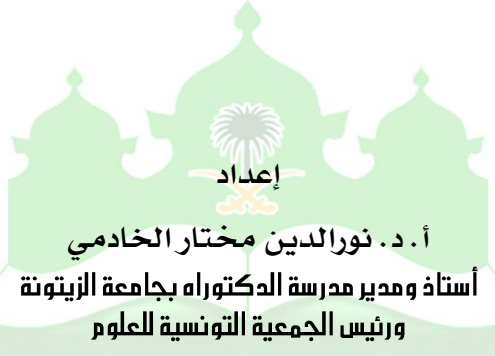 إعداد
أ. د. نورالدين مختار الخادمي
أستاذ ومدير مدرسة الدكتوراه بجامعة الزيتونة
ورئيس الجمعية التونسية للعلوم